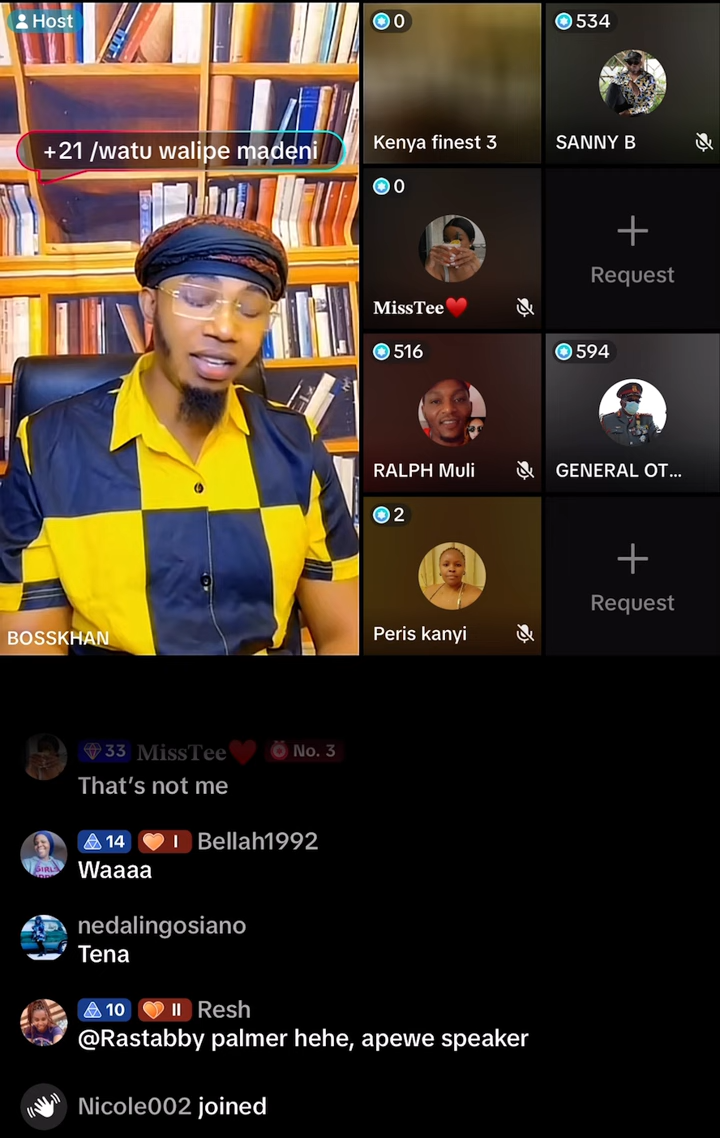 Host
+21 /watu walipe madeni
BOSSKHAN
0
Kenya finest 3
534
SANNY B
0
MissTee❤️
+
Request
516
RALPH Muli
594
GENERAL OT...
2
Peris kanyi
+
Request
33 MissTee❤️ No. 3
That's not me
14 I Bellah1992
Waaaa
nedalingosiano
Tena
10 II Resh
@Rastabby palmer hehe, apewe speaker
Nicole002 joined